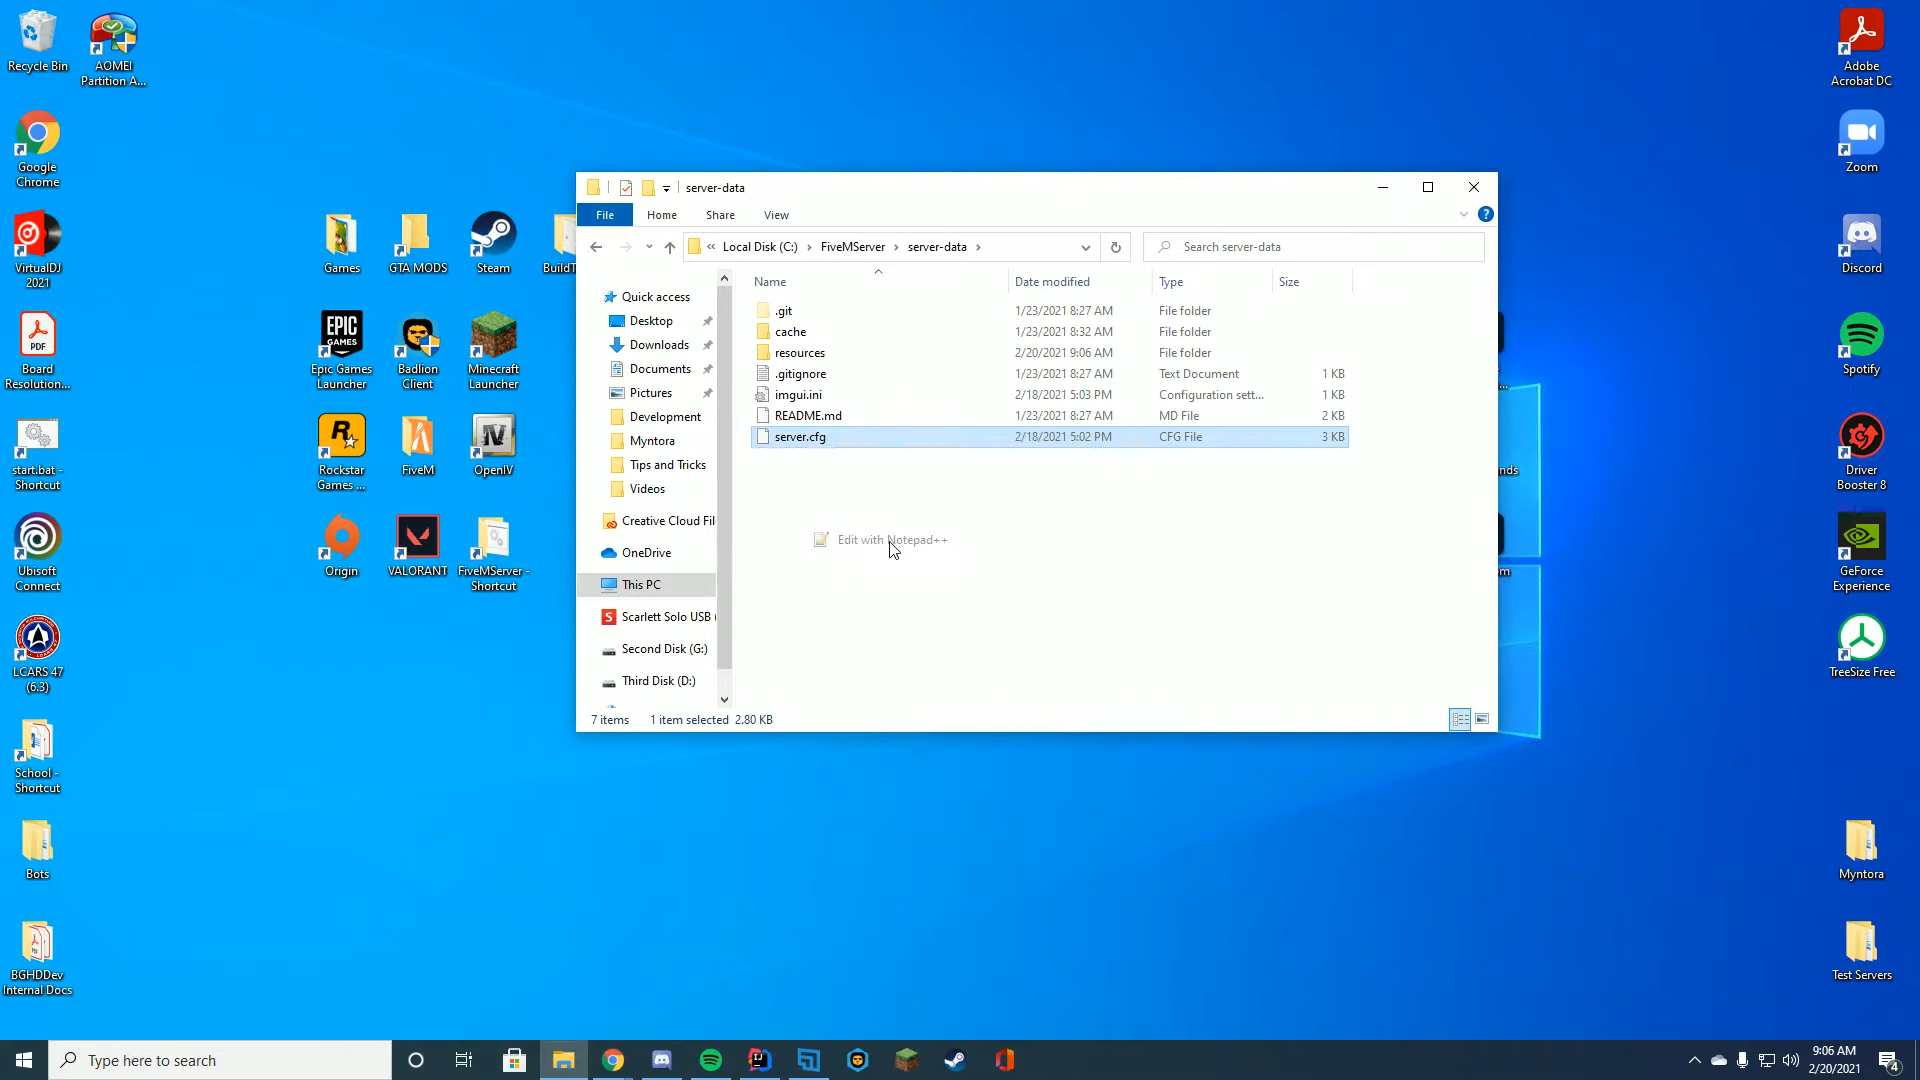 Recycle Bin
AOMEI
Partition A...
Google
Chrome
VirtualDJ
2021
PDF
Board
Resolution...
start.bat -
Shortcut
Ubisoft
Connect
LCARS 47
(6.3)
School -
Shortcut
Bots
BGHDDev
Internal Docs
Games
GTA MODS
Steam
BuildT
EPIC
GAMES
Epic Games
Launcher
Badlion
Client
Minecraft
Launcher
Rockstar
Games ...
FiveM
OpenIV
Origin
VALORANT
FiveMServer -
Shortcut
server-data
File
Home
Share
View
Local Disk (C:)
FiveMServer
server-data
Search server-data
Name
Date modified
Type
Size
.git
1/23/2021 8:27 AM
File folder
cache
1/23/2021 8:32 AM
File folder
resources
2/20/2021 9:06 AM
File folder
.gitignore
1/23/2021 8:27 AM
Text Document
1 KB
imgui.ini
2/18/2021 5:03 PM
Configuration sett...
1 KB
README.md
1/23/2021 8:27 AM
MD File
2 KB
server.cfg
2/18/2021 5:02 PM
CFG File
3 KB
Edit with Notepad++
Quick access
Desktop
Downloads
Documents
Pictures
Development
Myntora
Tips and Tricks
Videos
Creative Cloud Fil
OneDrive
This PC
Scarlett Solo USB (
Second Disk (G:)
Third Disk (D:)
7 items
1 item selected 2.80 KB
nds
m
Adobe
Acrobat DC
Zoom
Discord
Spotify
Driver
Booster 8
GeForce
Experience
TreeSize Free
Myntora
Test Servers
Type here to search
9:06 AM
2/20/2021
4